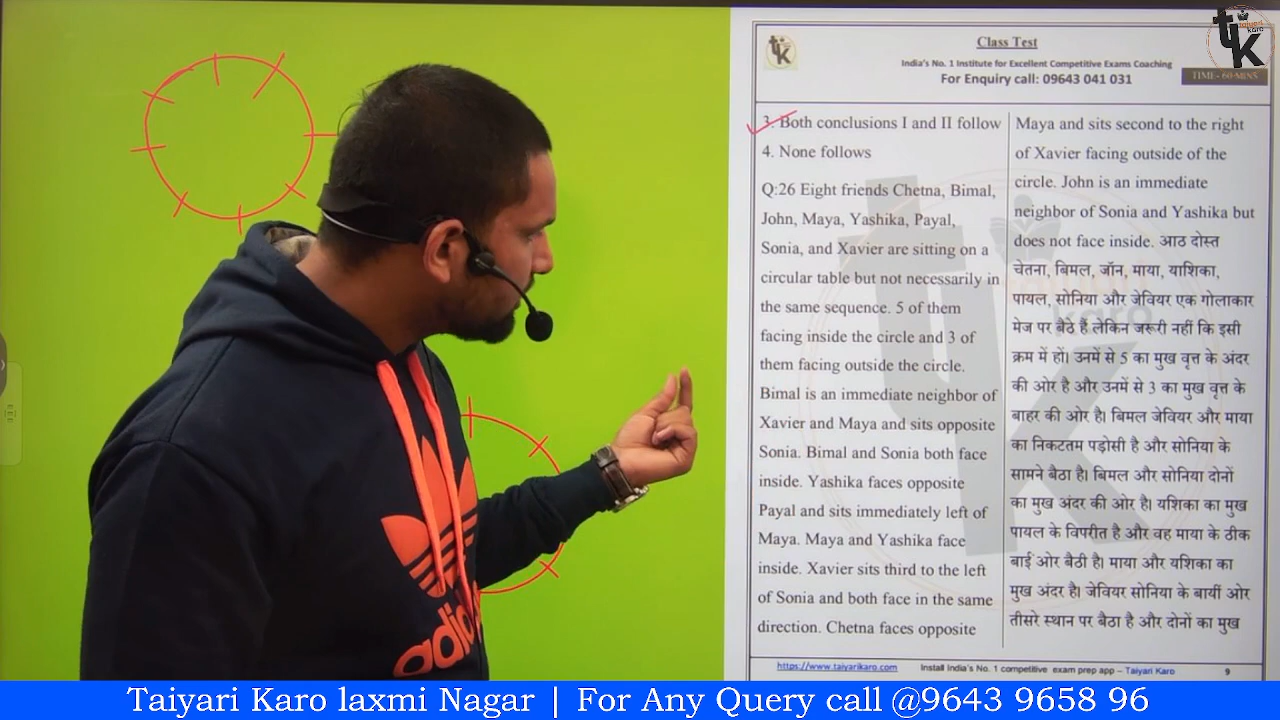 Class Test
India's No. 1 Institute for Excellent Competitive Exams Coaching
For Enquiry call: 09643 041 031
TIME- 60 MINS
tk
taiyari
karo
tk
3. Both conclusions I and II follow
4. None follows
Q:26 Eight friends Chetna, Bimal,
John, Maya, Yashika, Payal,
Sonia, and Xavier are sitting on a
circular table but not necessarily in
the same sequence. 5 of them
facing inside the circle and 3 of
them facing outside the circle.
Bimal is an immediate neighbor of
Xavier and Maya and sits opposite
Sonia. Bimal and Sonia both face
inside. Yashika faces opposite
Payal and sits immediately left of
Maya. Maya and Yashika face
inside. Xavier sits third to the left
of Sonia and both face in the same
direction. Chetna faces opposite
Maya and sits second to the right
of Xavier facing outside of the
circle. John is an immediate
neighbor of Sonia and Yashika but
does not face inside. आठ दोस्त
चेतना, बिमल, जॉन, माया, याशिका,
पायल, सोनिया और जेवियर एक गोलाकार
मेज पर बैठे हैं लेकिन जरूरी नहीं कि इसी
क्रम में हों। उनमें से 5 का मुख वृत्त के अंदर
की ओर है और उनमें से 3 का मुख वृत्त के
बाहर की ओर है। बिमल जेवियर और माया
का निकटतम पड़ोसी है और सोनिया के
सामने बैठा है। बिमल और सोनिया दोनों
का मुख अंदर की ओर है। यशिका का मुख
पायल के विपरीत है और वह माया के ठीक
बाईं ओर बैठी है। माया और यशिका का
मुख अंदर है। जेवियर सोनिया के बायीं ओर
तीसरे स्थान पर बैठा है और दोनों का मुख
https://www.taiyarikaro.com Install India's No. 1 competitive exam prep app – Taiyari Karo 9
adidas
Taiyari Karo laxmi Nagar | For Any Query call @9643 9658 96